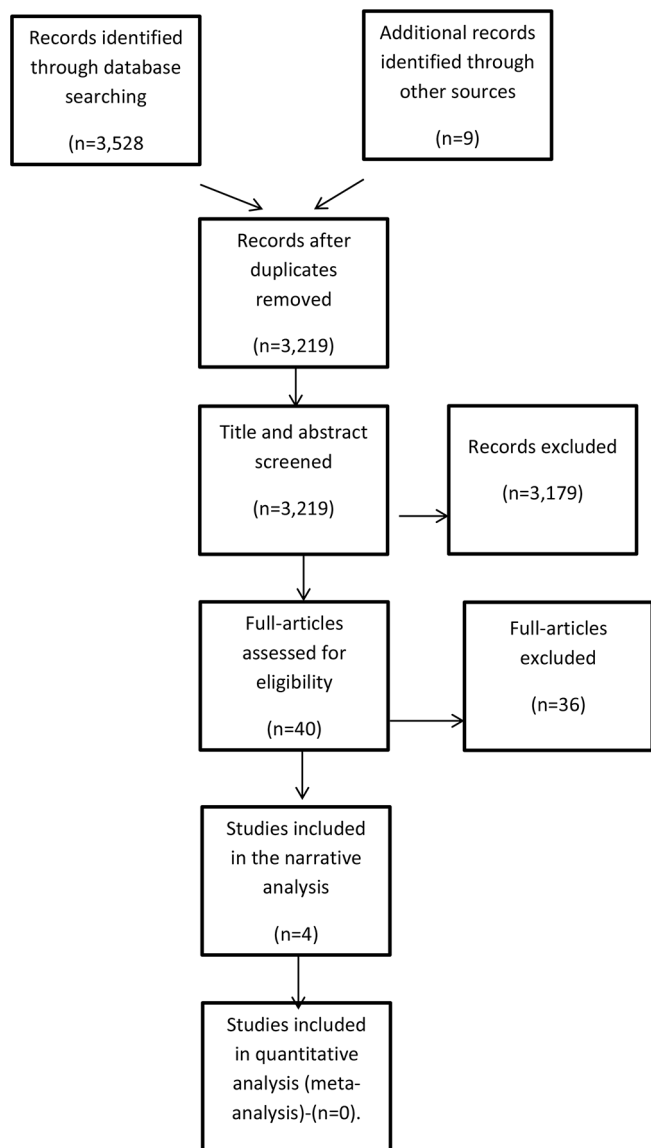 Records identified
through database
searching
(n=3,528
Additional records
identified through
other sources
(n=9)
Records after
duplicates
removed
(n=3,219)
Title and abstract
screened
(n=3,219)
Records excluded
(n=3,179)
Full-articles
assessed for
eligibility
(n=40)
Full-articles
excluded
(n=36)
Studies included
in the narrative
analysis
(n=4)
Studies included
in quantitative
analysis (meta-
analysis)-(n=0).